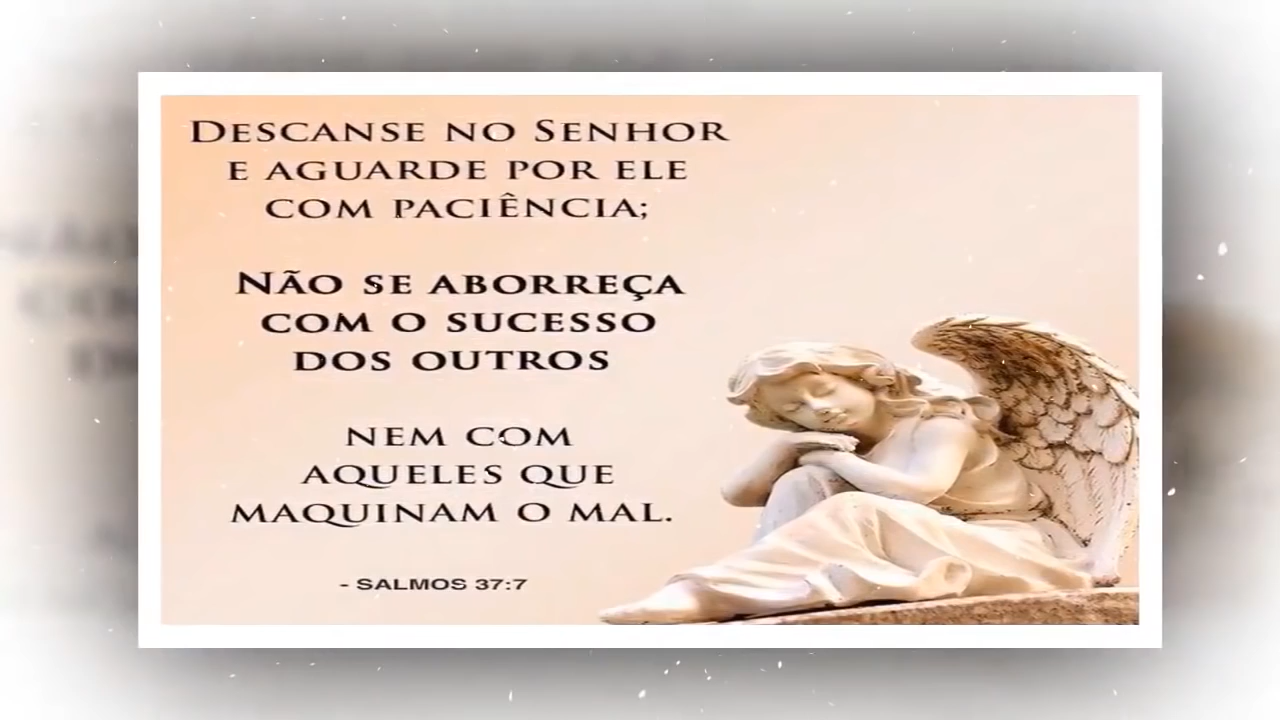 DESCANSE NO SENHOR
E AGUARDE POR ELE
COM PACIÊNCIA;
NÃO SE ABORREÇA
COM O SUCESSO
DOS OUTROS
NEM COM
AQUELES QUE
MAQUINAM O MAL.
- SALMOS 37:7